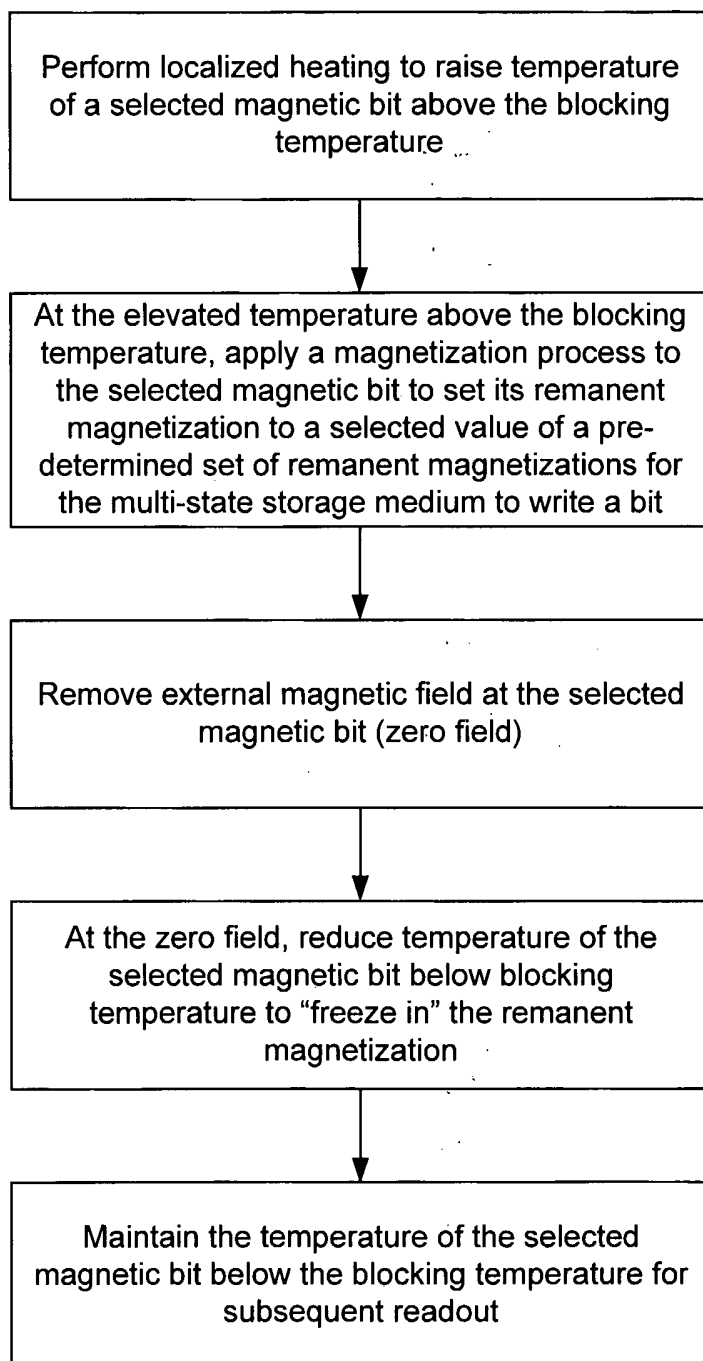 Perform localized heating to raise temperature
of a selected magnetic bit above the blocking
temperature
At the elevated temperature above the blocking
temperature, apply a magnetization process to
the selected magnetic bit to set its remanent
magnetization to a selected value of a pre-
determined set of remanent magnetizations for
the multi-state storage medium to write a bit
Remove external magnetic field at the selected
magnetic bit (zero field)
At the zero field, reduce temperature of the
selected magnetic bit below blocking
temperature to “freeze in” the remanent
magnetization
Maintain the temperature of the selected
magnetic bit below the blocking temperature for
subsequent readout